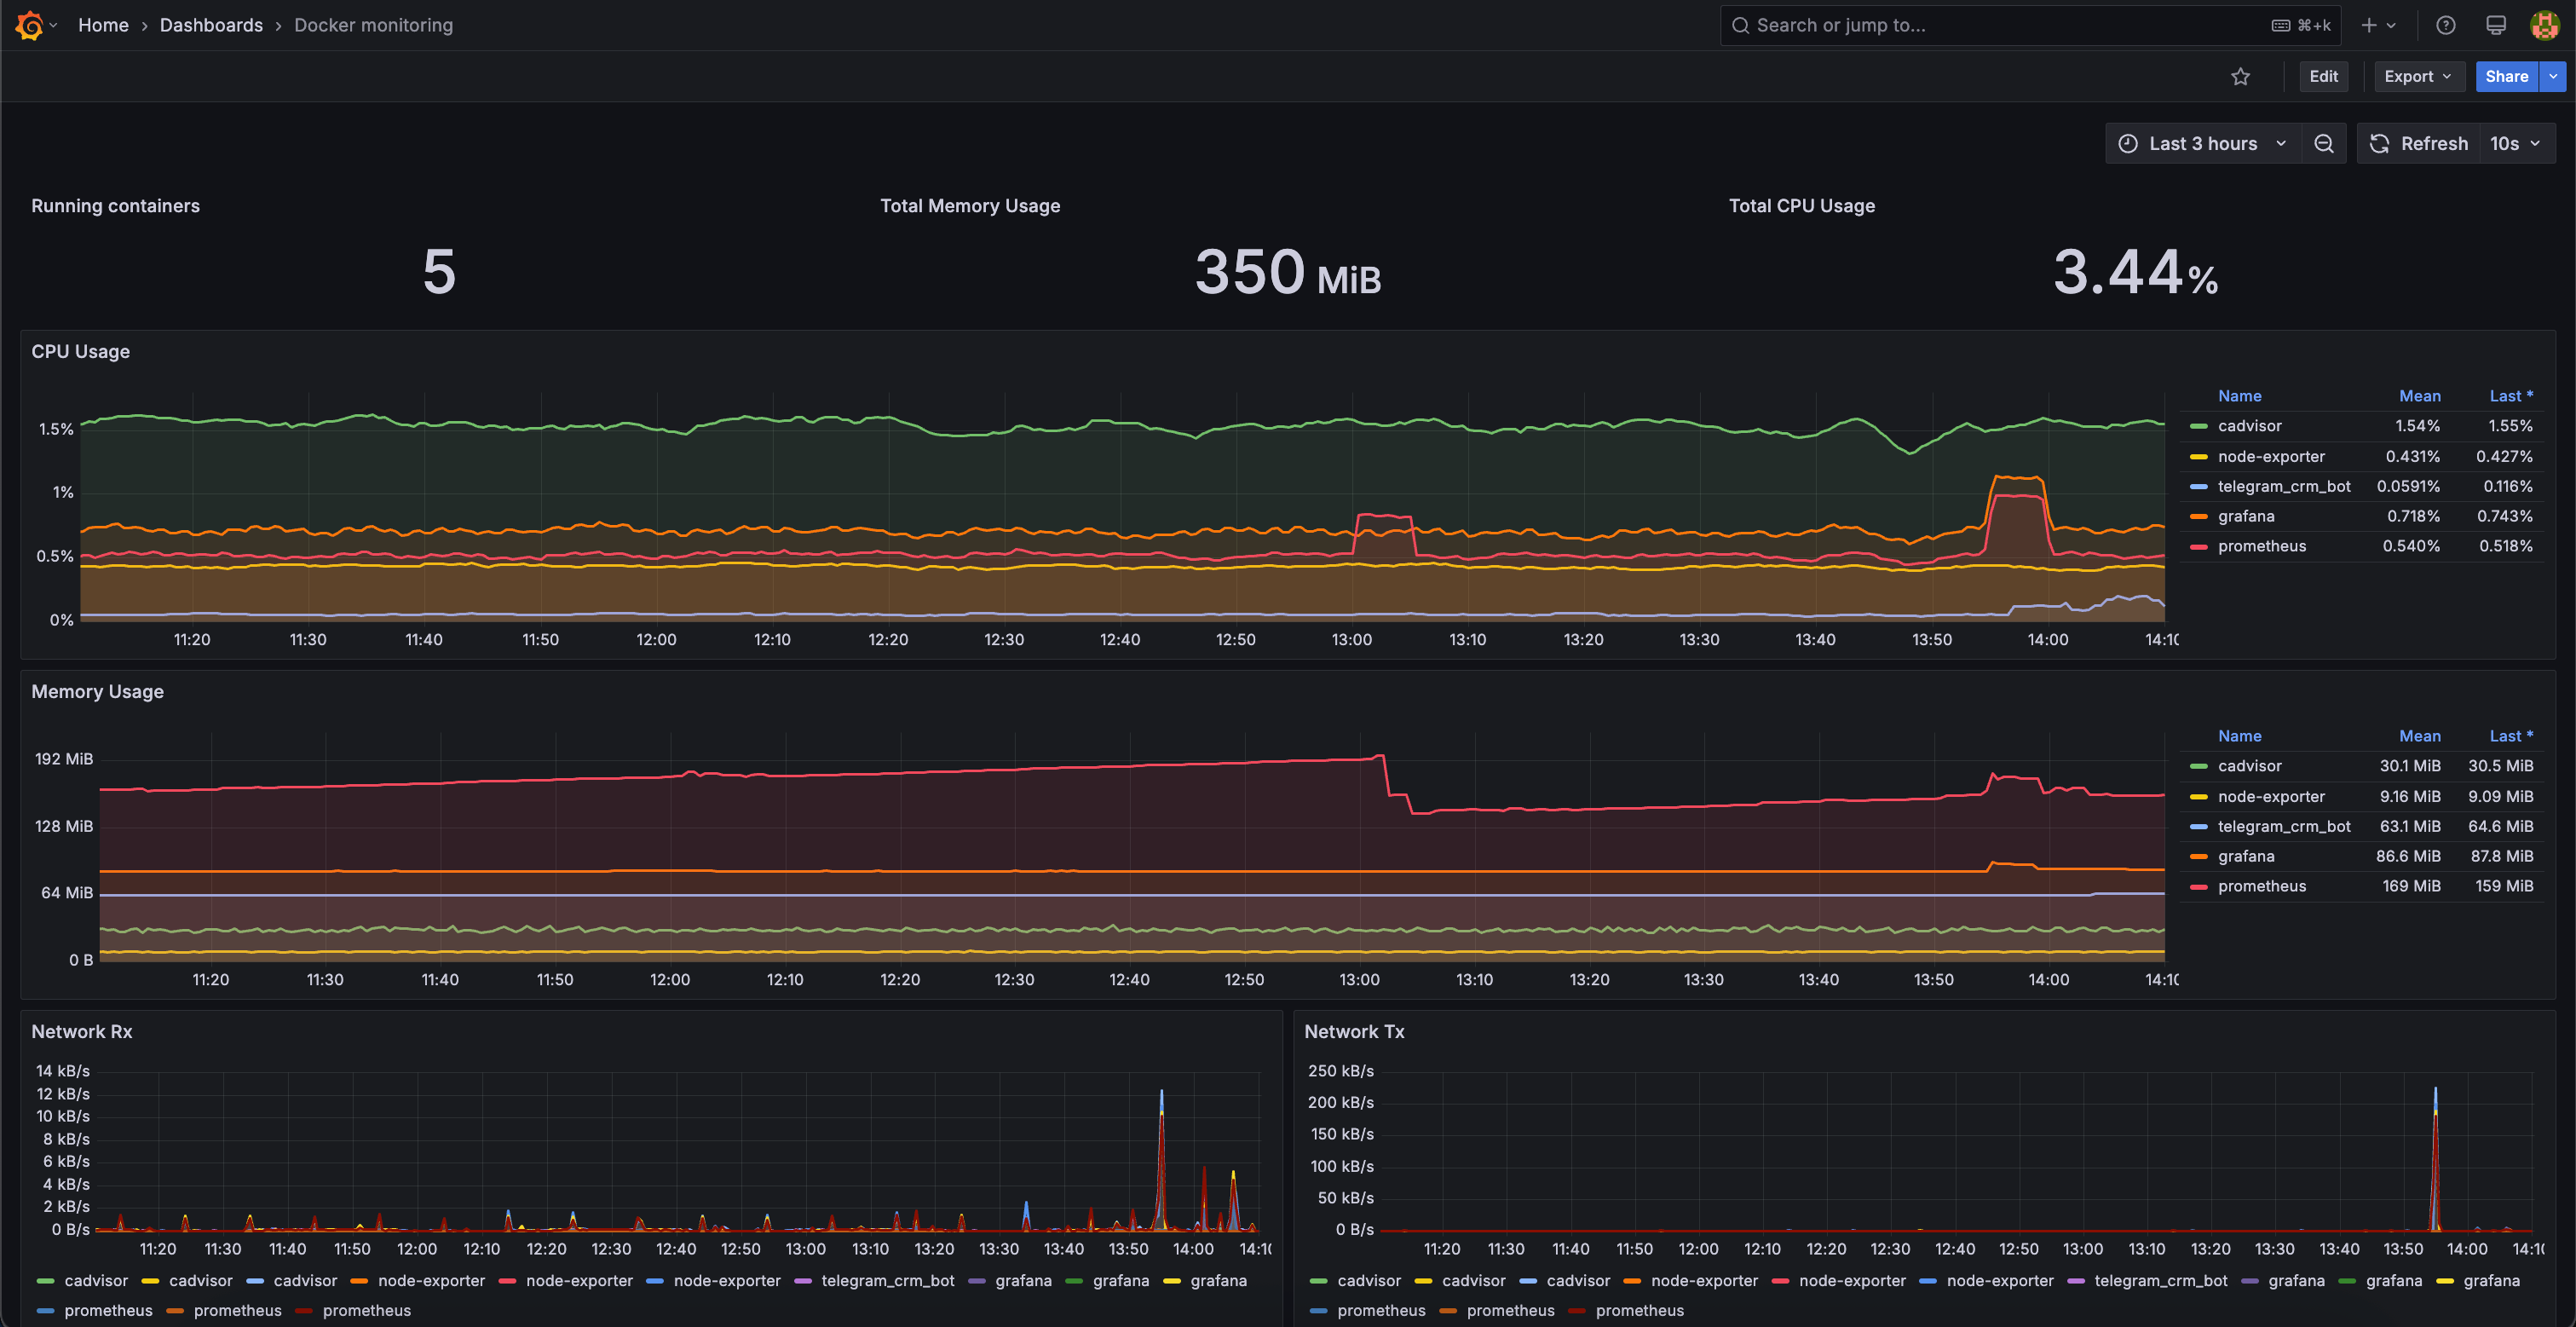 Home › Dashboards › Docker monitoring
Search or jump to... ⌘+k
Edit Export Share
Last 3 hours Refresh 10s
Running containers Total Memory Usage Total CPU Usage
5 350 MiB 3.44%
CPU Usage
Name Mean Last *
cadvisor 1.54% 1.55%
node-exporter 0.431% 0.427%
telegram_crm_bot 0.0591% 0.116%
grafana 0.718% 0.743%
prometheus 0.540% 0.518%
1.5%
1%
0.5%
0%
11:20 11:30 11:40 11:50 12:00 12:10 12:20 12:30 12:40 12:50 13:00 13:10 13:20 13:30 13:40 13:50 14:00 14:10
Memory Usage
Name Mean Last *
cadvisor 30.1 MiB 30.5 MiB
node-exporter 9.16 MiB 9.09 MiB
telegram_crm_bot 63.1 MiB 64.6 MiB
grafana 86.6 MiB 87.8 MiB
prometheus 169 MiB 159 MiB
192 MiB
128 MiB
64 MiB
0 B
11:20 11:30 11:40 11:50 12:00 12:10 12:20 12:30 12:40 12:50 13:00 13:10 13:20 13:30 13:40 13:50 14:00 14:10
Network Rx
14 kB/s
12 kB/s
10 kB/s
8 kB/s
6 kB/s
4 kB/s
2 kB/s
0 B/s
11:20 11:30 11:40 11:50 12:00 12:10 12:20 12:30 12:40 12:50 13:00 13:10 13:20 13:30 13:40 13:50 14:00 14:10
cadvisor cadvisor cadvisor node-exporter node-exporter node-exporter telegram_crm_bot grafana grafana grafana
prometheus prometheus prometheus
Network Tx
250 kB/s
200 kB/s
150 kB/s
100 kB/s
50 kB/s
0 B/s
11:20 11:30 11:40 11:50 12:00 12:10 12:20 12:30 12:40 12:50 13:00 13:10 13:20 13:30 13:40 13:50 14:00 14:10
cadvisor cadvisor cadvisor node-exporter node-exporter node-exporter telegram_crm_bot grafana grafana grafana
prometheus prometheus prometheus